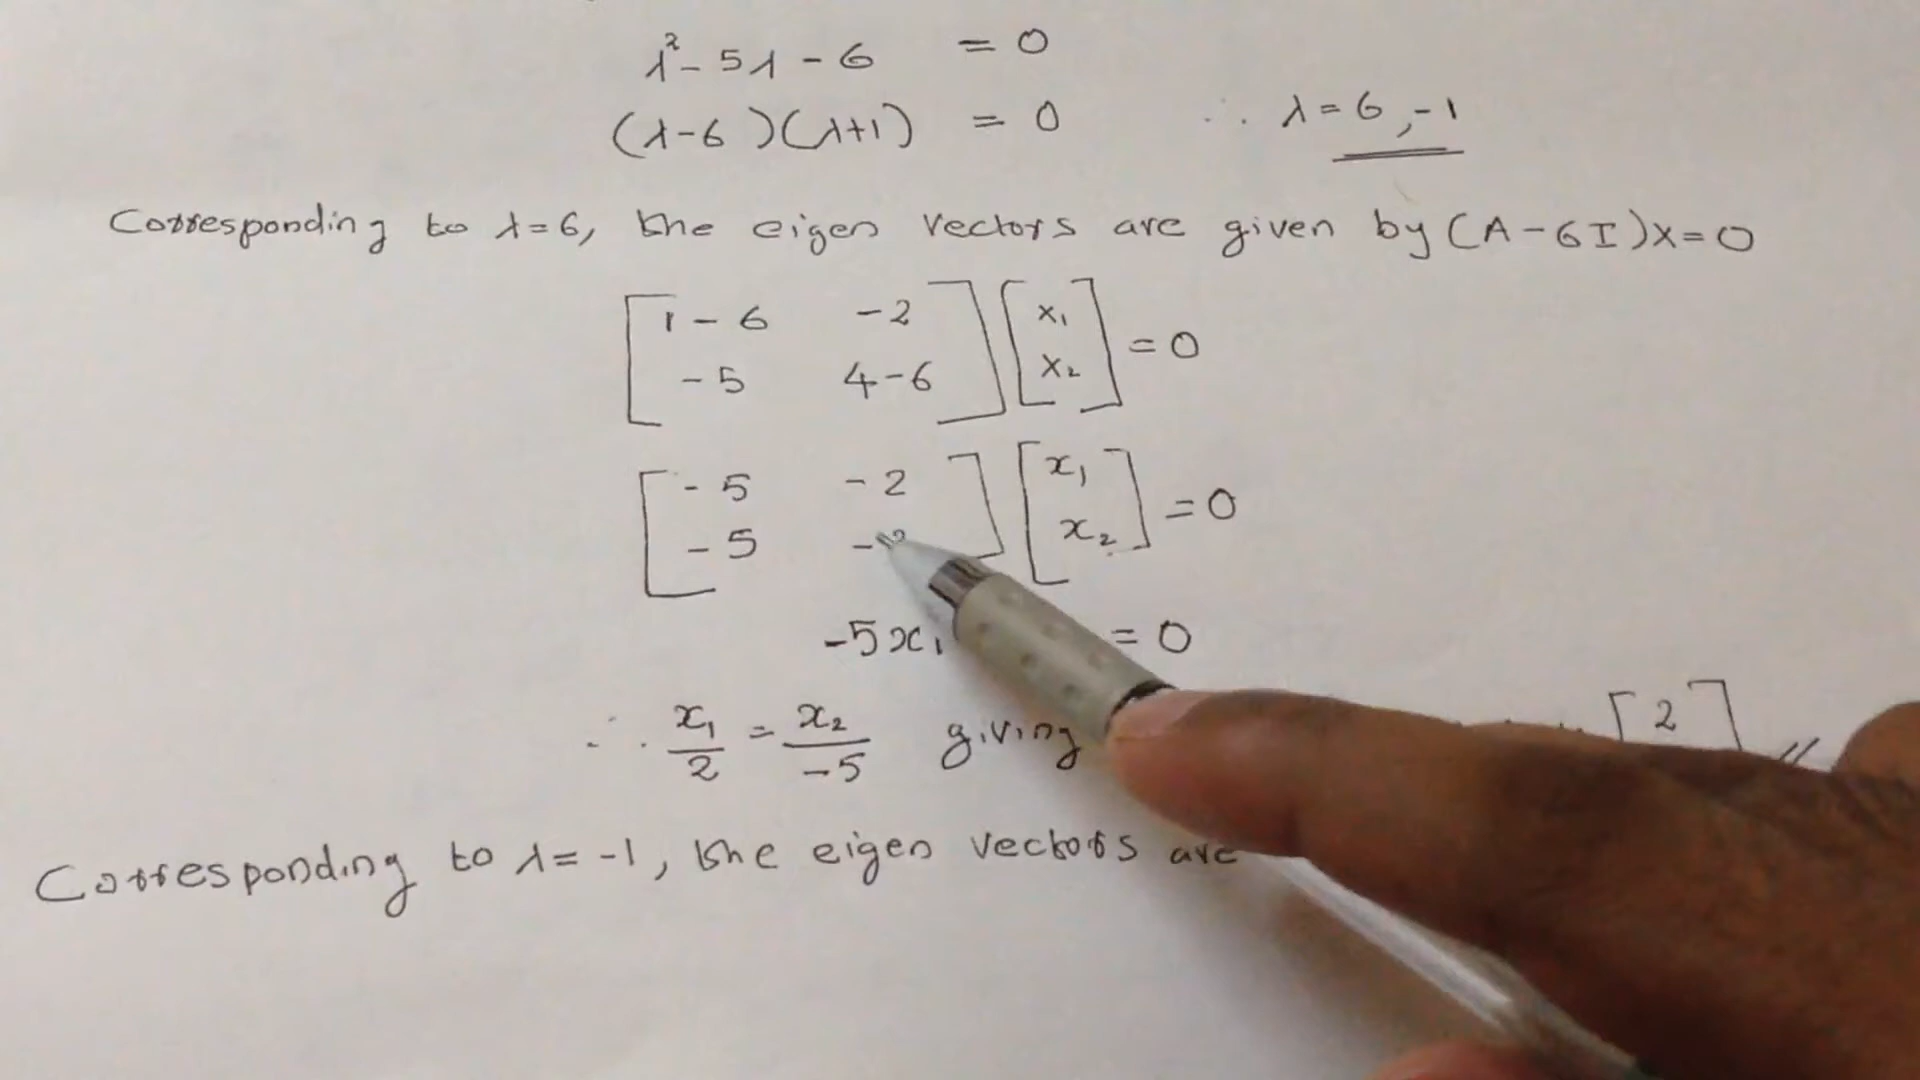 λ² - 5λ - 6 = 0
(λ-6)(λ+1) = 0 ∴ λ = 6, -1
Corresponding to λ=6, the eigen vectors are given by (A-6I)X=0
[1-6 -2] [x₁]
[-5 4-6] [x₂] = 0
[-5 -2] [x₁]
[-5 -2] [x₂] = 0
-5x₁ = 0
∴ x₁/2 = x₂/-5 giving [2
Corresponding to λ = -1, the eigen vectors are